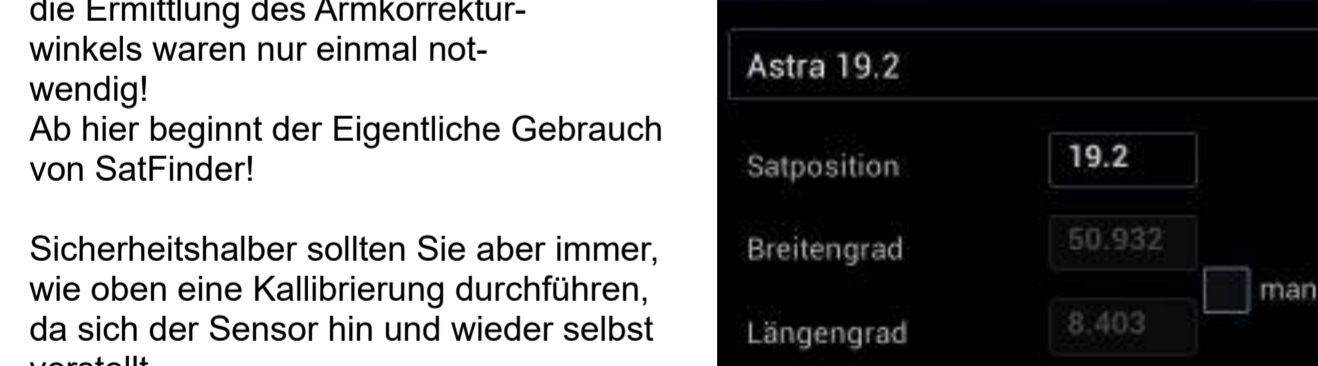 die Ermittlung des Armkorrektur-
winkels waren nur einmal not-
wendig!
Ab hier beginnt der Eigentliche Gebrauch
von SatFinder!
Sicherheitshalber sollten Sie aber immer,
wie oben eine Kallibrierung durchführen,
da sich der Sensor hin und wieder selbst
verstellt
Astra 19.2
Satposition 19.2
Breitengrad 50.932
man
Längengrad 8.403